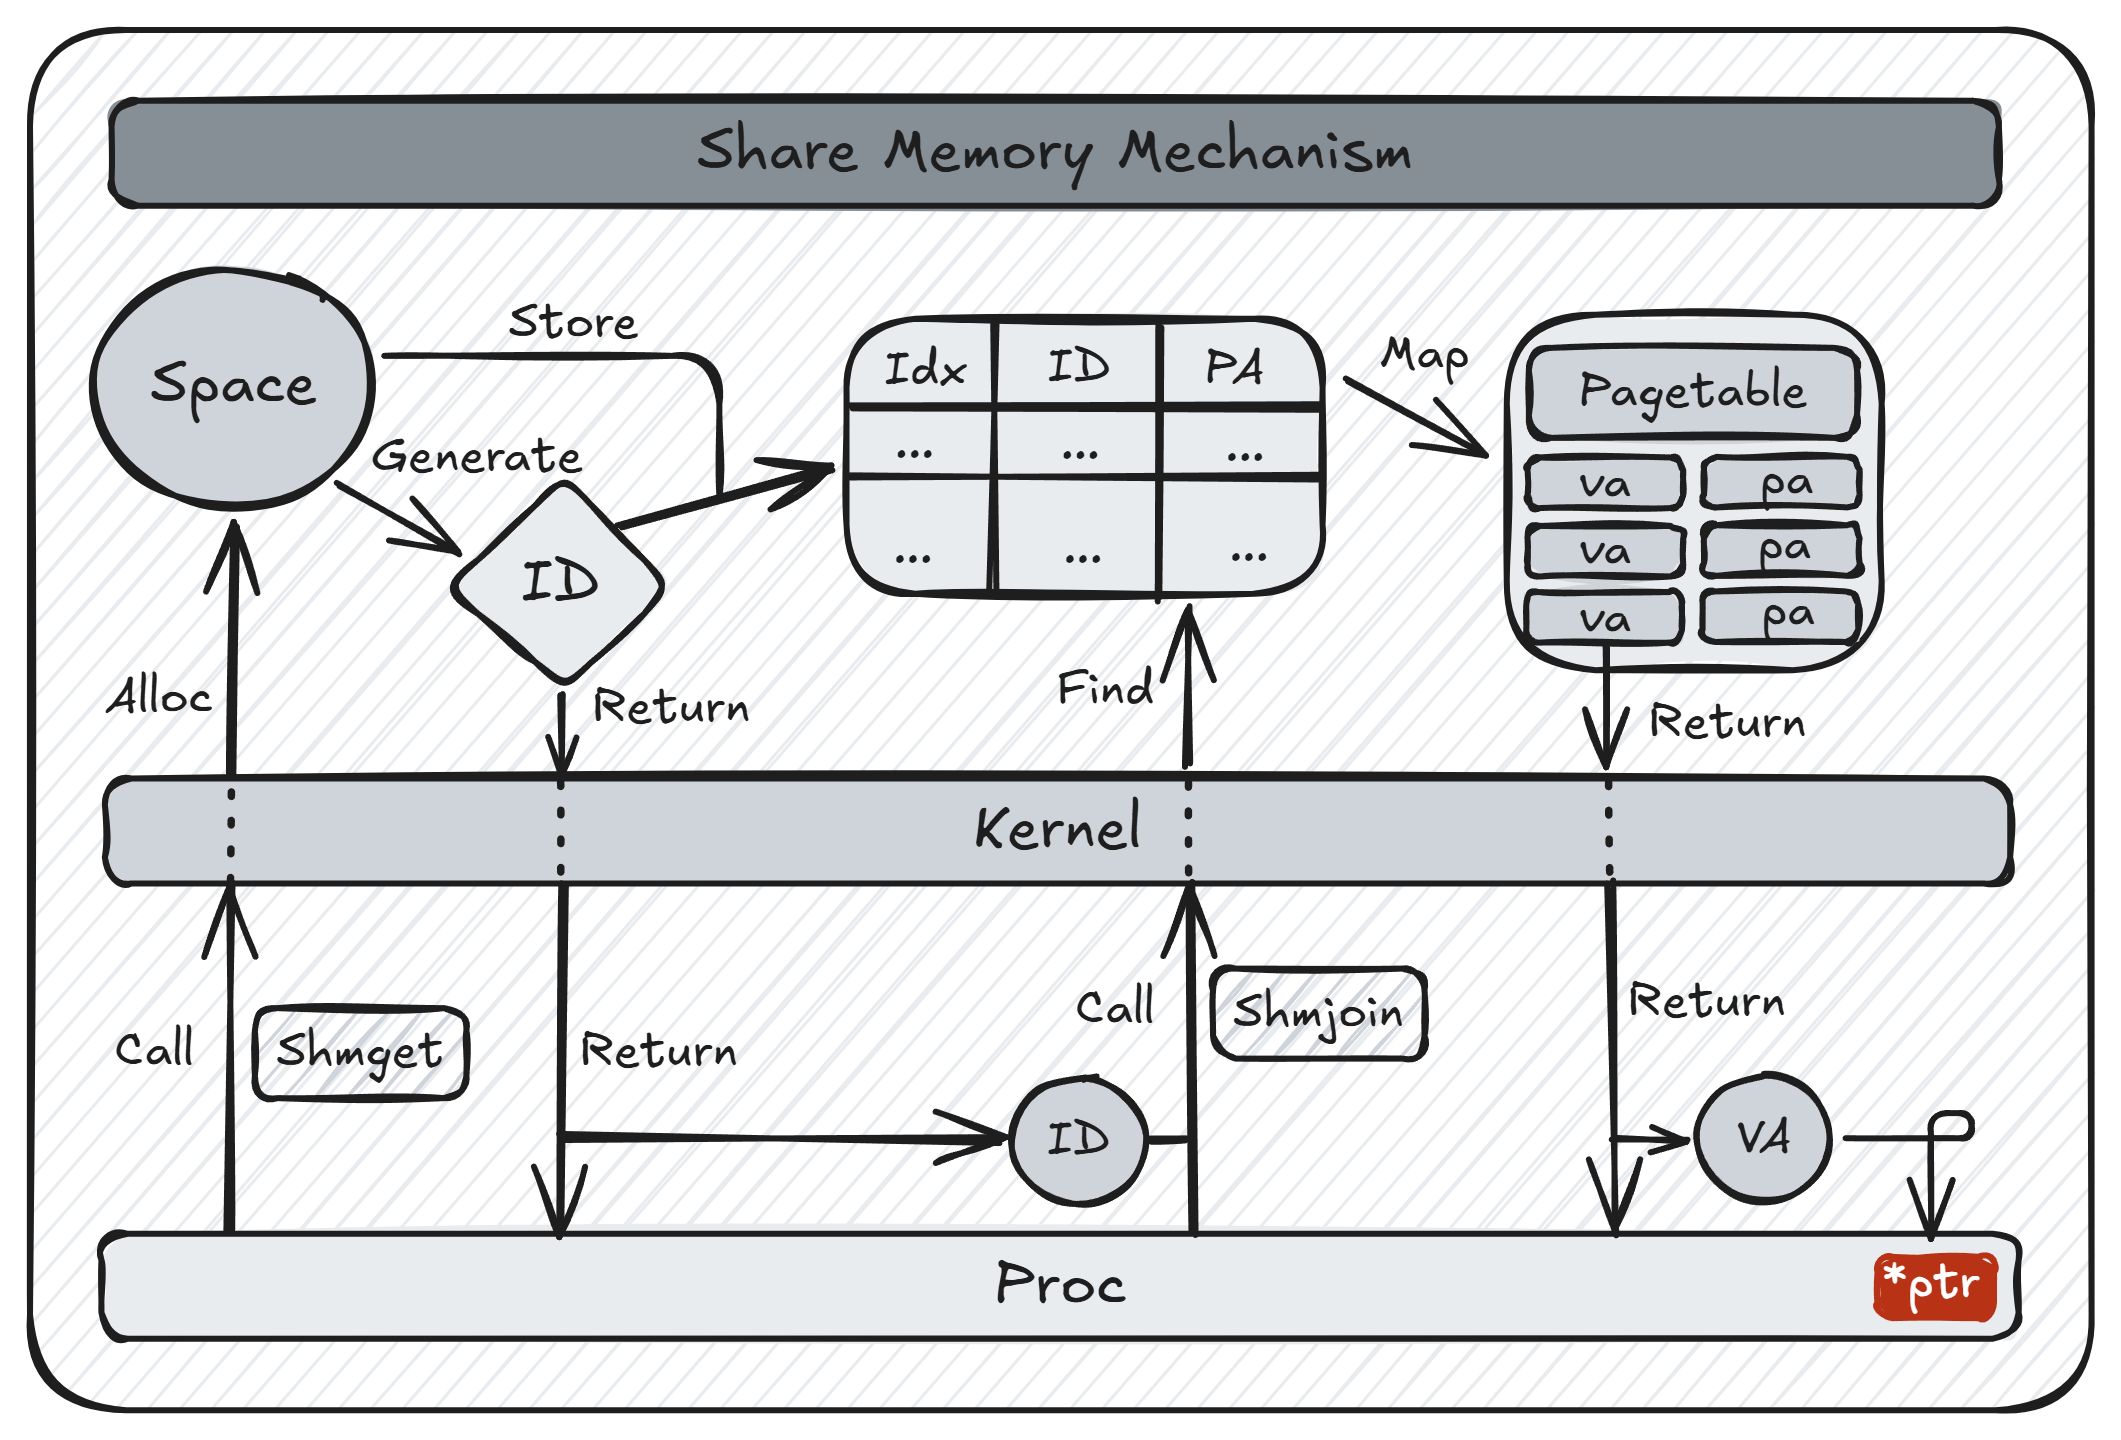 Share Memory Mechanism
Space
Store
Generate
ID
Idx ID PA
... ... ...
... ... ...
Map
Pagetable
va pa
va pa
va pa
Alloc
Return
Find
Return
Kernel
Call
Shmget
Return
ID
Call
Shmjoin
Return
VA
Proc
*ptr